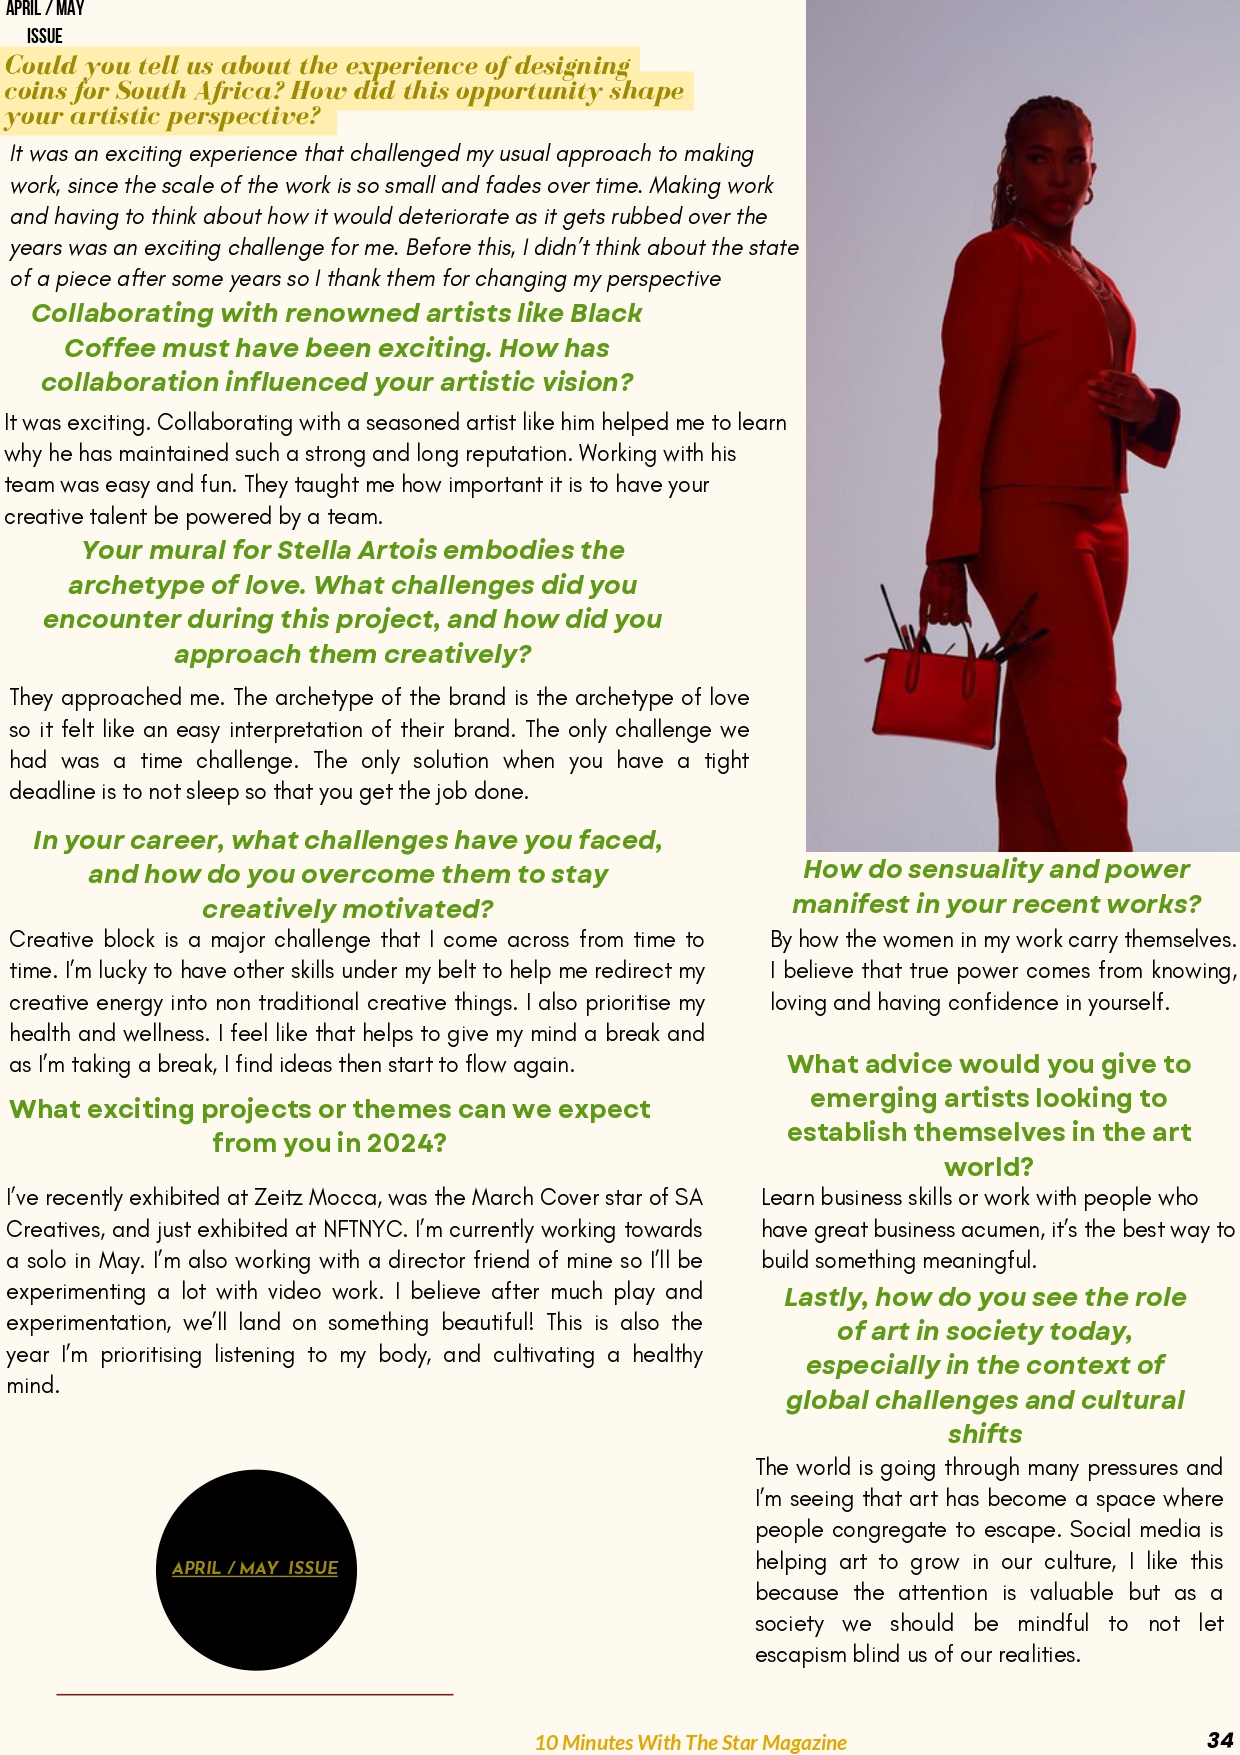 APRIL / MAY
ISSUE
Could you tell us about the experience of designing
coins for South Africa? How did this opportunity shape
your artistic perspective?
It was an exciting experience that challenged my usual approach to making
work, since the scale of the work is so small and fades over time. Making work
and having to think about how it would deteriorate as it gets rubbed over the
years was an exciting challenge for me. Before this, I didn’t think about the state
of a piece after some years so I thank them for changing my perspective
Collaborating with renowned artists like Black
Coffee must have been exciting. How has
collaboration influenced your artistic vision?
It was exciting. Collaborating with a seasoned artist like him helped me to learn
why he has maintained such a strong and long reputation. Working with his
team was easy and fun. They taught me how important it is to have your
creative talent be powered by a team.
Your mural for Stella Artois embodies the
archetype of love. What challenges did you
encounter during this project, and how did you
approach them creatively?
They approached me. The archetype of the brand is the archetype of love
so it felt like an easy interpretation of their brand. The only challenge we
had was a time challenge. The only solution when you have a tight
deadline is to not sleep so that you get the job done.
In your career, what challenges have you faced,
and how do you overcome them to stay
creatively motivated?
Creative block is a major challenge that I come across from time to
time. I’m lucky to have other skills under my belt to help me redirect my
creative energy into non traditional creative things. I also prioritise my
health and wellness. I feel like that helps to give my mind a break and
as I’m taking a break, I find ideas then start to flow again.
What exciting projects or themes can we expect
from you in 2024?
I’ve recently exhibited at Zeitz Mocca, was the March Cover star of SA
Creatives, and just exhibited at NFTNYC. I’m currently working towards
a solo in May. I’m also working with a director friend of mine so I’ll be
experimenting a lot with video work. I believe after much play and
experimentation, we’ll land on something beautiful! This is also the
year I’m prioritising listening to my body, and cultivating a healthy
mind.
How do sensuality and power
manifest in your recent works?
By how the women in my work carry themselves.
I believe that true power comes from knowing,
loving and having confidence in yourself.
What advice would you give to
emerging artists looking to
establish themselves in the art
world?
Learn business skills or work with people who
have great business acumen, it’s the best way to
build something meaningful.
Lastly, how do you see the role
of art in society today,
especially in the context of
global challenges and cultural
shifts
The world is going through many pressures and
I’m seeing that art has become a space where
people congregate to escape. Social media is
helping art to grow in our culture, I like this
because the attention is valuable but as a
society we should be mindful to not let
escapism blind us of our realities.
APRIL / MAY ISSUE
10 Minutes With The Star Magazine
34